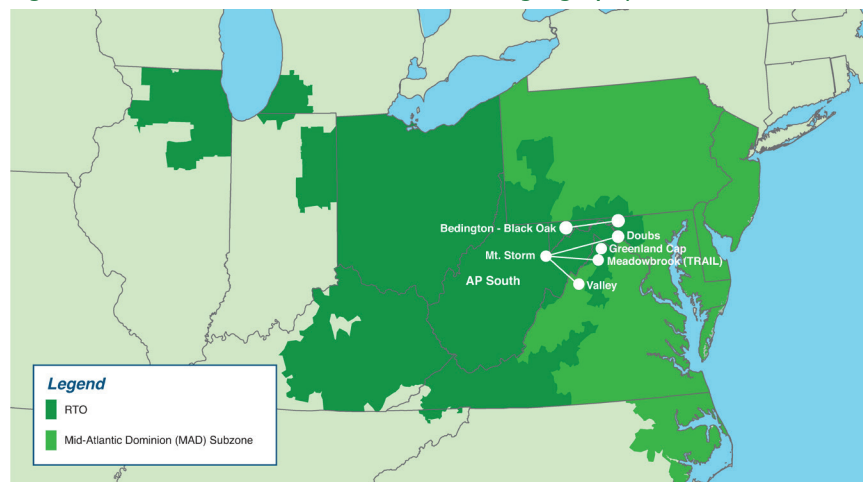 Bedington - Black Oak
Doubs
Greenland Cap
Mt. Storm
Meadowbrook (TRAIL)
AP South
Valley
Legend
RTO
Mid-Atlantic Dominion (MAD) Subzone